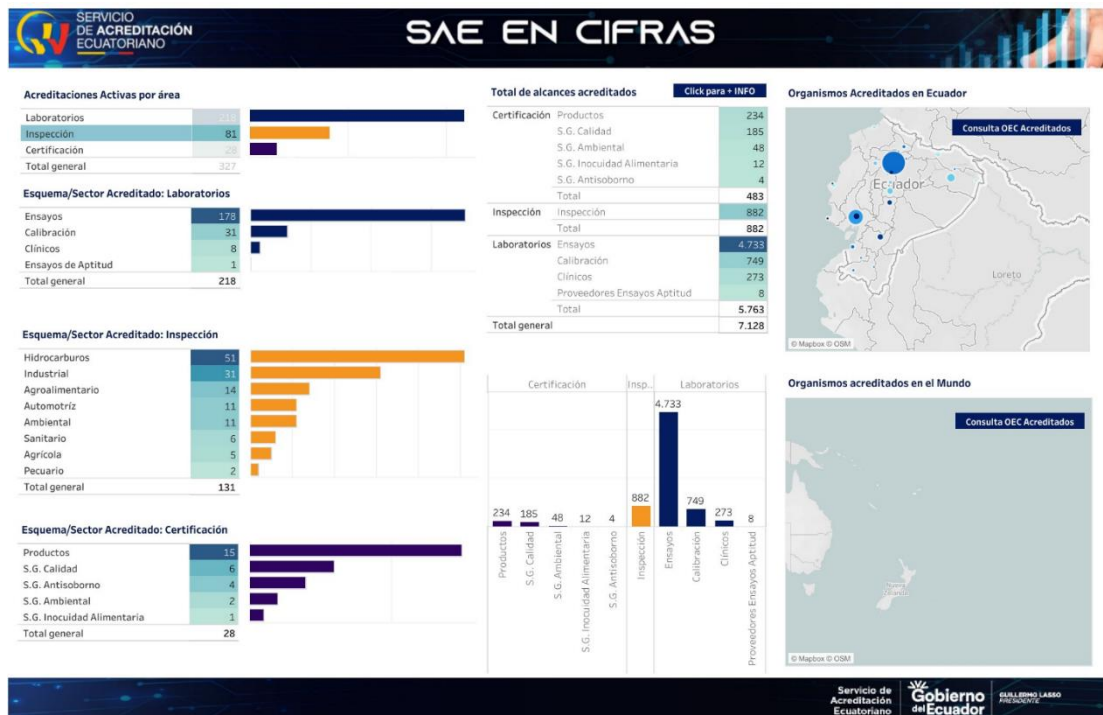 SERVICIO
DE ACREDITACIÓN
ECUATORIANO
SAE EN CIFRAS
Acreditaciones Activas por área
Laboratorios 218
Inspección 81
Certificación 28
Total general 327
Esquema/Sector Acreditado: Laboratorios
Ensayos 178
Calibración 31
Clínicos 8
Ensayos de Aptitud 1
Total general 218
Esquema/Sector Acreditado: Inspección
Hidrocarburos 51
Industrial 31
Agroalimentario 14
Automotríz 11
Ambiental 11
Sanitario 6
Agrícola 5
Pecuario 2
Total general 131
Esquema/Sector Acreditado: Certificación
Productos 15
S.G. Calidad 6
S.G. Antisoborno 4
S.G. Ambiental 2
S.G. Inocuidad Alimentaria 1
Total general 28
Total de alcances acreditados Click para + INFO
Certificación Productos 234
S.G. Calidad 185
S.G. Ambiental 48
S.G. Inocuidad Alimentaria 12
S.G. Antisoborno 4
Total 483
Inspección Inspección 882
Total 882
Laboratorios Ensayos 4.733
Calibración 749
Clínicos 273
Proveedores Ensayos Aptitud 8
Total 5.763
Total general 7.128
Certificación Insp.. Laboratorios
234 185 48 12 4 882 4.733 749 273 8
Productos
S.G. Calidad
S.G. Ambiental
S.G. Inocuidad Alimentaria
S.G. Antisoborno
Inspección
Ensayos
Calibración
Clínicos
Proveedores Ensayos Aptitud
Organismos Acreditados en Ecuador
Consulta OEC Acreditados
Ecuador
Loreto
© Mapbox © OSM
Organismos acreditados en el Mundo
Consulta OEC Acreditados
Nueva
Zelanda
© Mapbox © OSM
Servicio de
Acreditación
Ecuatoriano
Gobierno
del Ecuador
GUILLERMO LASSO
PRESIDENTE